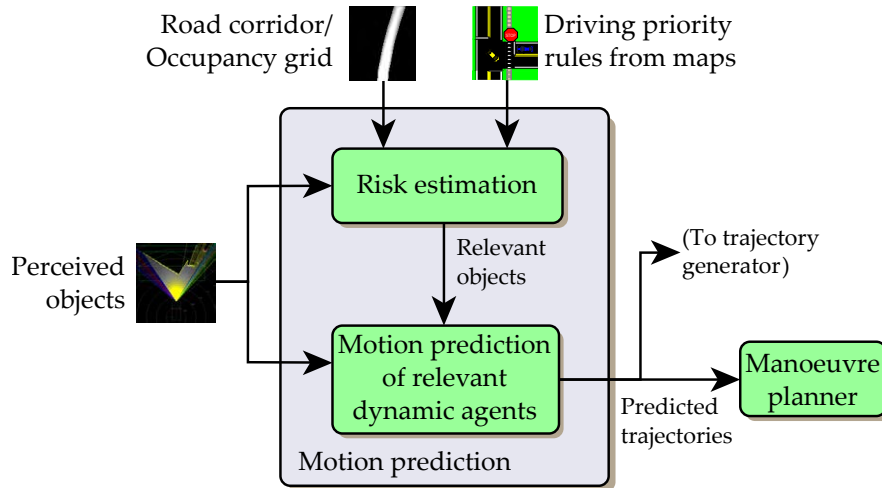 Road corridor/
Occupancy grid
Driving priority
rules from maps
STOP
Risk estimation
Relevant
objects
(To trajectory
generator)
Perceived
objects
Motion prediction
of relevant
dynamic agents
Manoeuvre
planner
Predicted
trajectories
Motion prediction